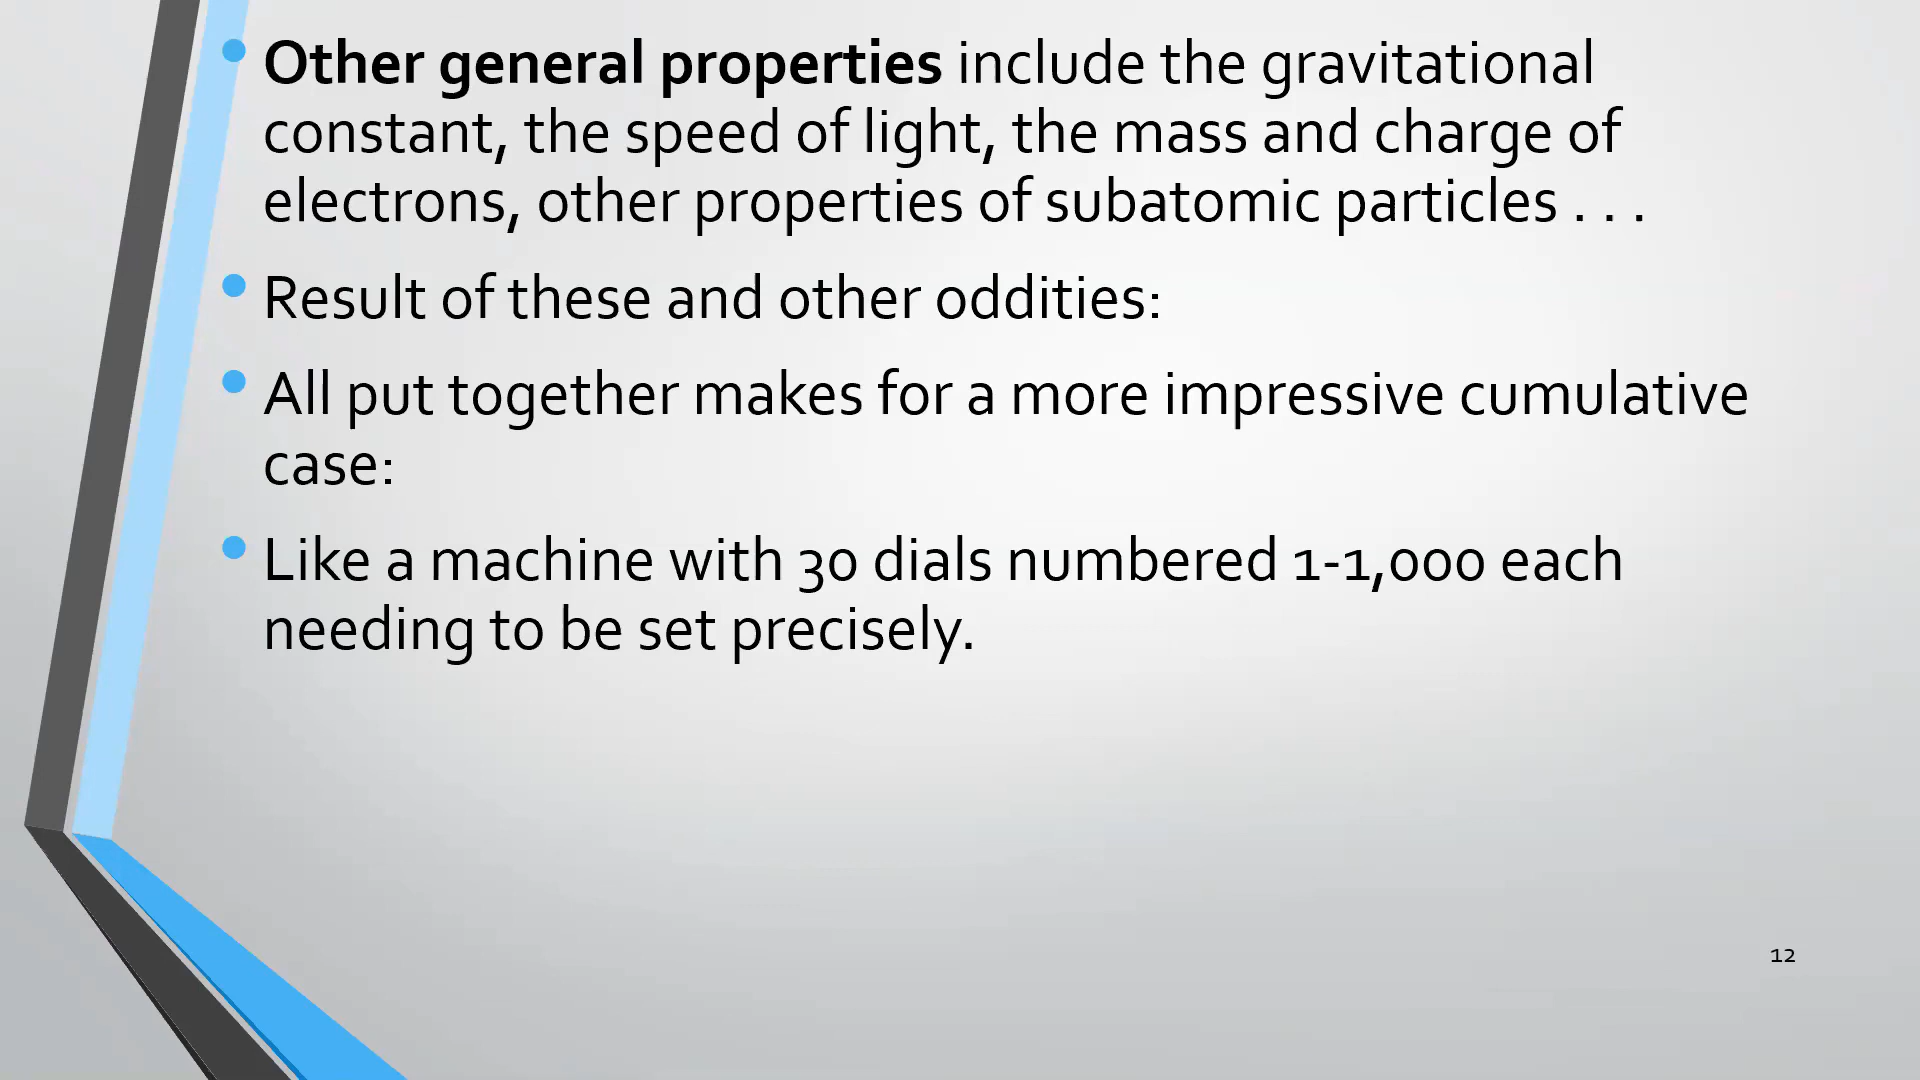 • Other general properties include the gravitational
constant, the speed of light, the mass and charge of
electrons, other properties of subatomic particles . . .
• Result of these and other oddities:
• All put together makes for a more impressive cumulative
case:
• Like a machine with 30 dials numbered 1-1,000 each
needing to be set precisely.
12